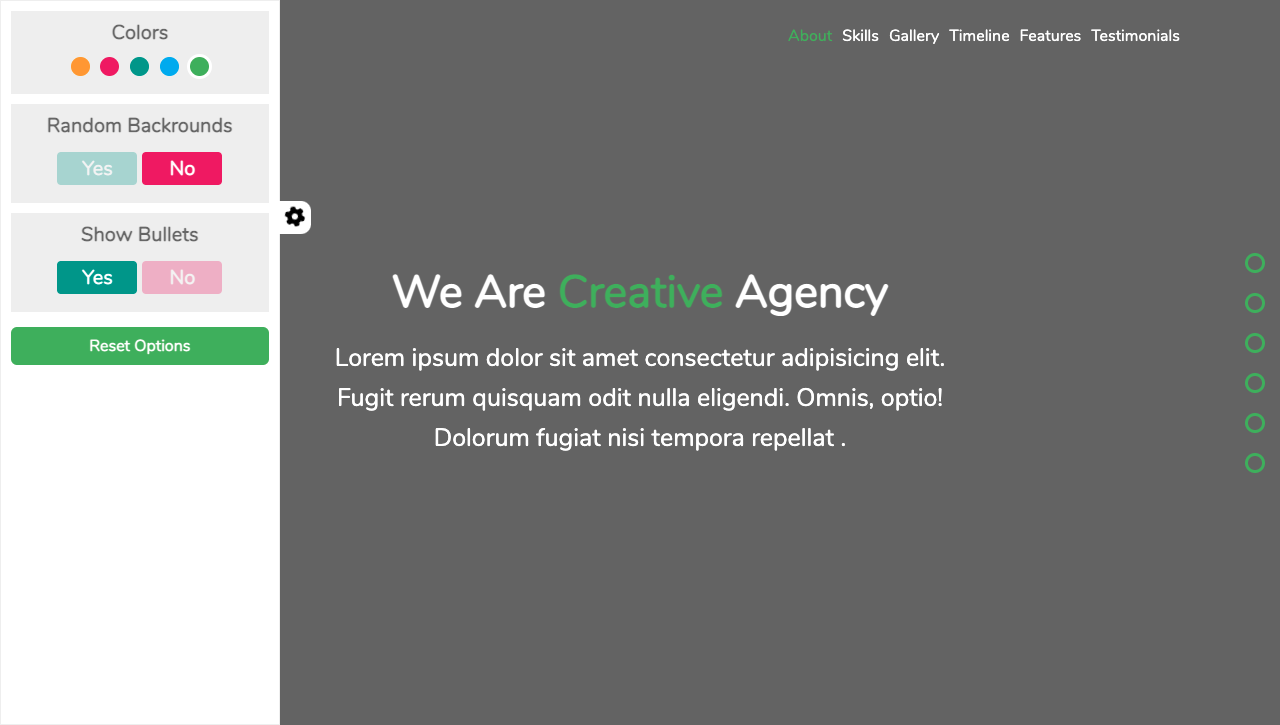 Colors
Random Backrounds
Yes No
Show Bullets
Yes No
Reset Options
About Skills Gallery Timeline Features Testimonials
We Are Creative Agency
Lorem ipsum dolor sit amet consectetur adipisicing elit.
Fugit rerum quisquam odit nulla eligendi. Omnis, optio!
Dolorum fugiat nisi tempora repellat .